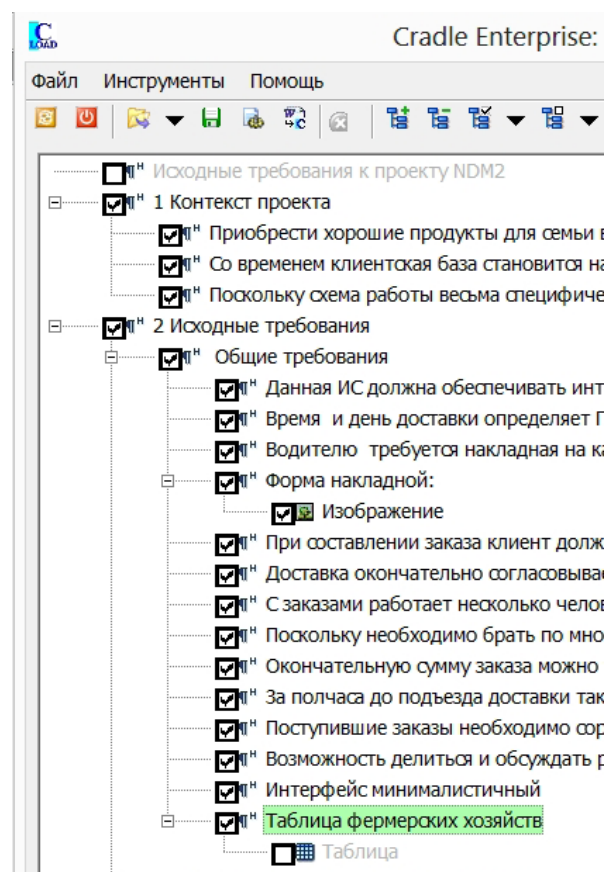 C LOAD
Cradle Enterprise:
Файл Инструменты Помощь
Исходные требования к проекту NDM2
1 Контекст проекта
Приобрести хорошие продукты для семьи в
Со временем клиентская база становится на
Поскольку схема работы весьма специфиче
2 Исходные требования
Общие требования
Данная ИС должна обеспечивать инт
Время и день доставки определяет П
Водителю требуется накладная на ка
Форма накладной:
Изображение
При составлении заказа клиент долж
Доставка окончательно согласовывае
С заказами работает несколько челов
Поскольку необходимо брать по мно
Окончательную сумму заказа можно
За полчаса до подъезда доставки так
Поступившие заказы необходимо сор
Возможность делиться и обсуждать р
Интерфейс минималистичный
Таблица фермерских хозяйств
Таблица